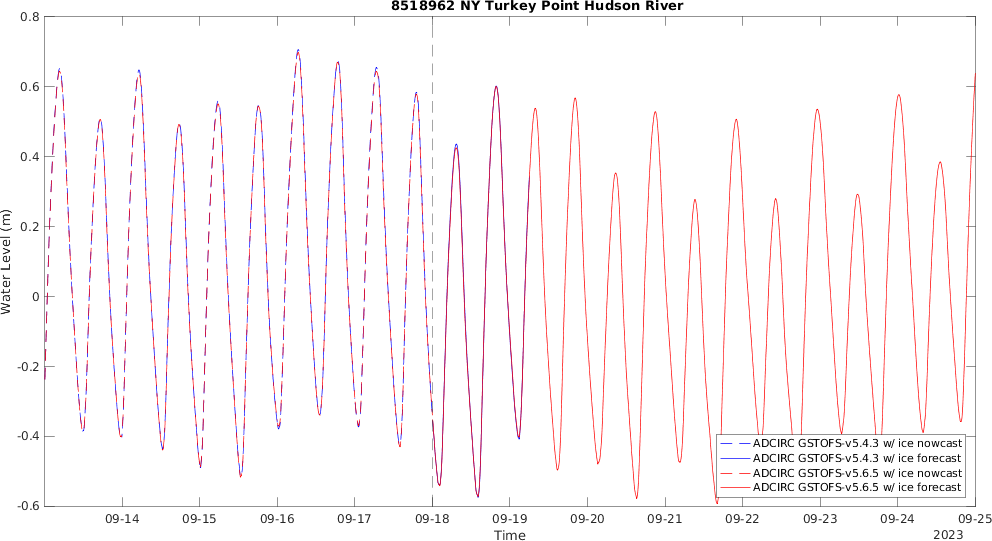 8518962 NY Turkey Point Hudson River
Water Level (m)
0.8
0.6
0.4
0.2
0
-0.2
-0.4
-0.6
ADCIRC GSTOFS-v5.4.3 w/ ice nowcast
ADCIRC GSTOFS-v5.4.3 w/ ice forecast
ADCIRC GSTOFS-v5.6.5 w/ ice nowcast
ADCIRC GSTOFS-v5.6.5 w/ ice forecast
09-14 09-15 09-16 09-17 09-18 09-19 09-20 09-21 09-22 09-23 09-24 09-25
Time
2023